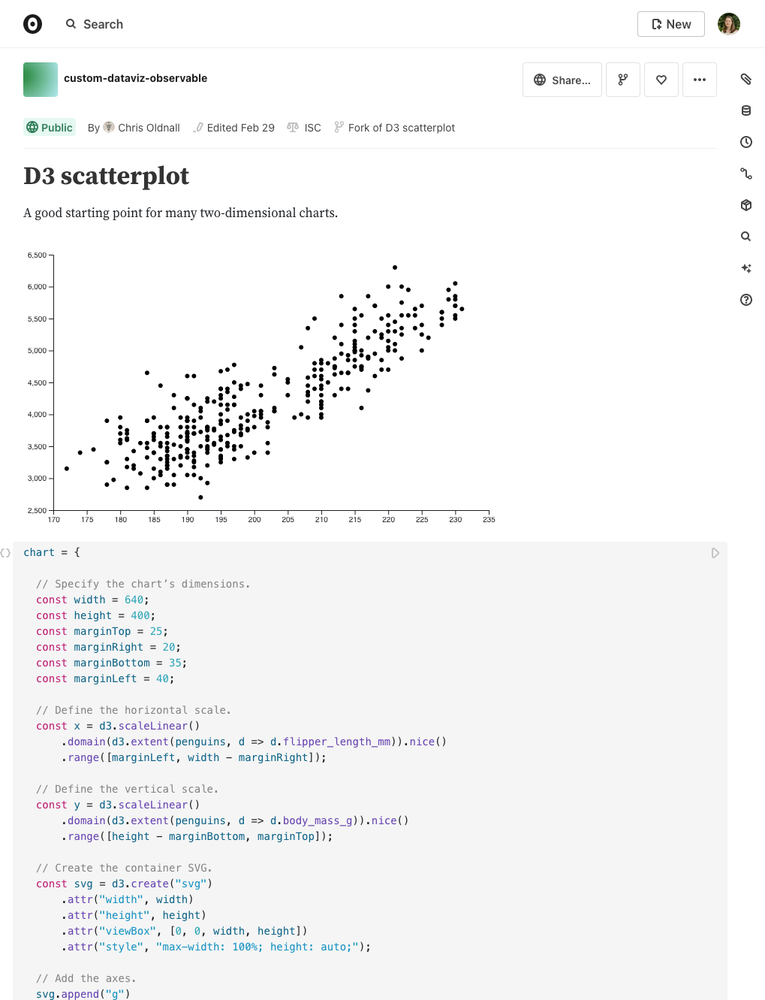 Search
New
custom-dataviz-observable
Share...
Public
By Chris Oldnall
Edited Feb 29
ISC
Fork of D3 scatterplot
D3 scatterplot
A good starting point for many two-dimensional charts.
6,500
6,000
5,500
5,000
4,500
4,000
3,500
3,000
2,500
170 175 180 185 190 195 200 205 210 215 220 225 230 235
chart = {
// Specify the chart’s dimensions.
const width = 640;
const height = 400;
const marginTop = 25;
const marginRight = 20;
const marginBottom = 35;
const marginLeft = 40;
// Define the horizontal scale.
const x = d3.scaleLinear()
.domain(d3.extent(penguins, d => d.flipper_length_mm)).nice()
.range([marginLeft, width - marginRight]);
// Define the vertical scale.
const y = d3.scaleLinear()
.domain(d3.extent(penguins, d => d.body_mass_g)).nice()
.range([height - marginBottom, marginTop]);
// Create the container SVG.
const svg = d3.create("svg")
.attr("width", width)
.attr("height", height)
.attr("viewBox", [0, 0, width, height])
.attr("style", "max-width: 100%; height: auto;");
// Add the axes.
svg.append("g")